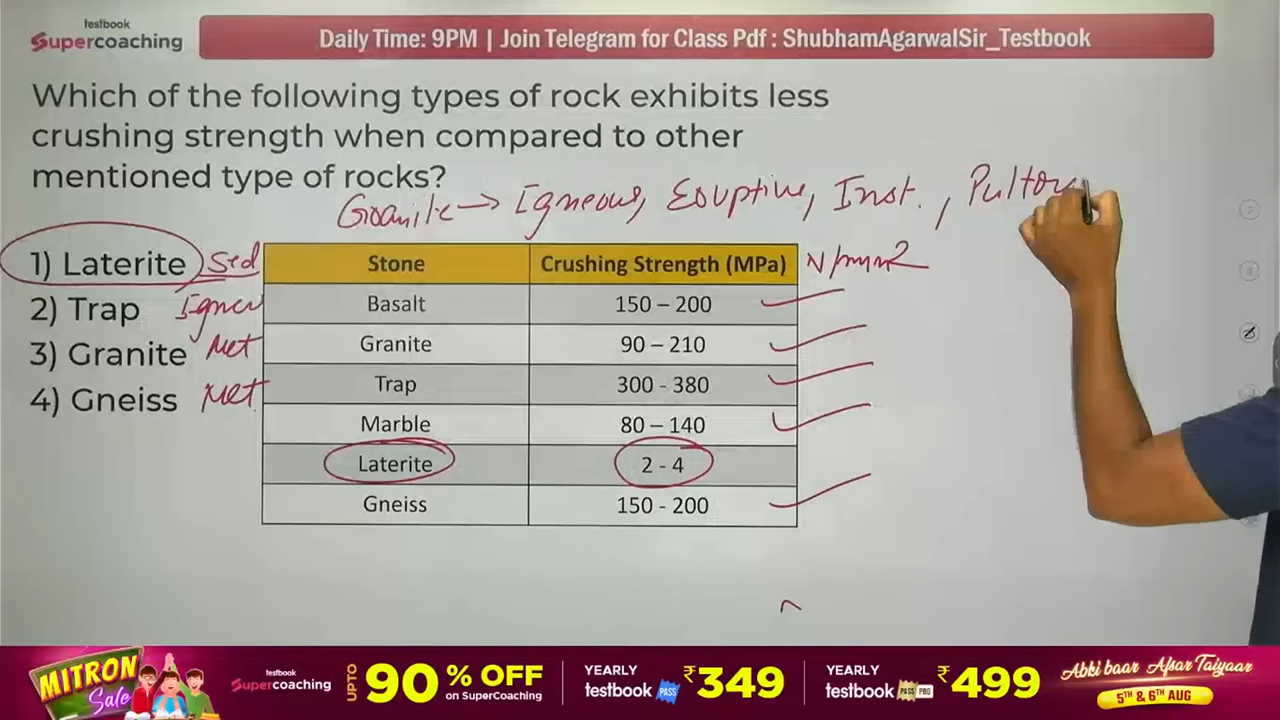 testbook
Supercoaching
Daily Time: 9PM | Join Telegram for Class Pdf : ShubhamAgarwalSir_Testbook
Which of the following types of rock exhibits less
crushing strength when compared to other
mentioned type of rocks?
Granite → Igneous, Eruptive, Inst. , Pultou
1) Laterite Sed
2) Trap Igneu
3) Granite Met
4) Gneiss Met
Stone Crushing Strength (MPa) N/mm2
Basalt 150 – 200
Granite 90 – 210
Trap 300 - 380
Marble 80 – 140
Laterite 2 - 4
Gneiss 150 - 200
MITRON Sale
testbook Supercoaching
UPTO 90% OFF on SuperCoaching
YEARLY testbook PASS ₹349
YEARLY testbook PASS PRO ₹499
Abki baar Afsar Taiyaar
5TH & 6TH AUG